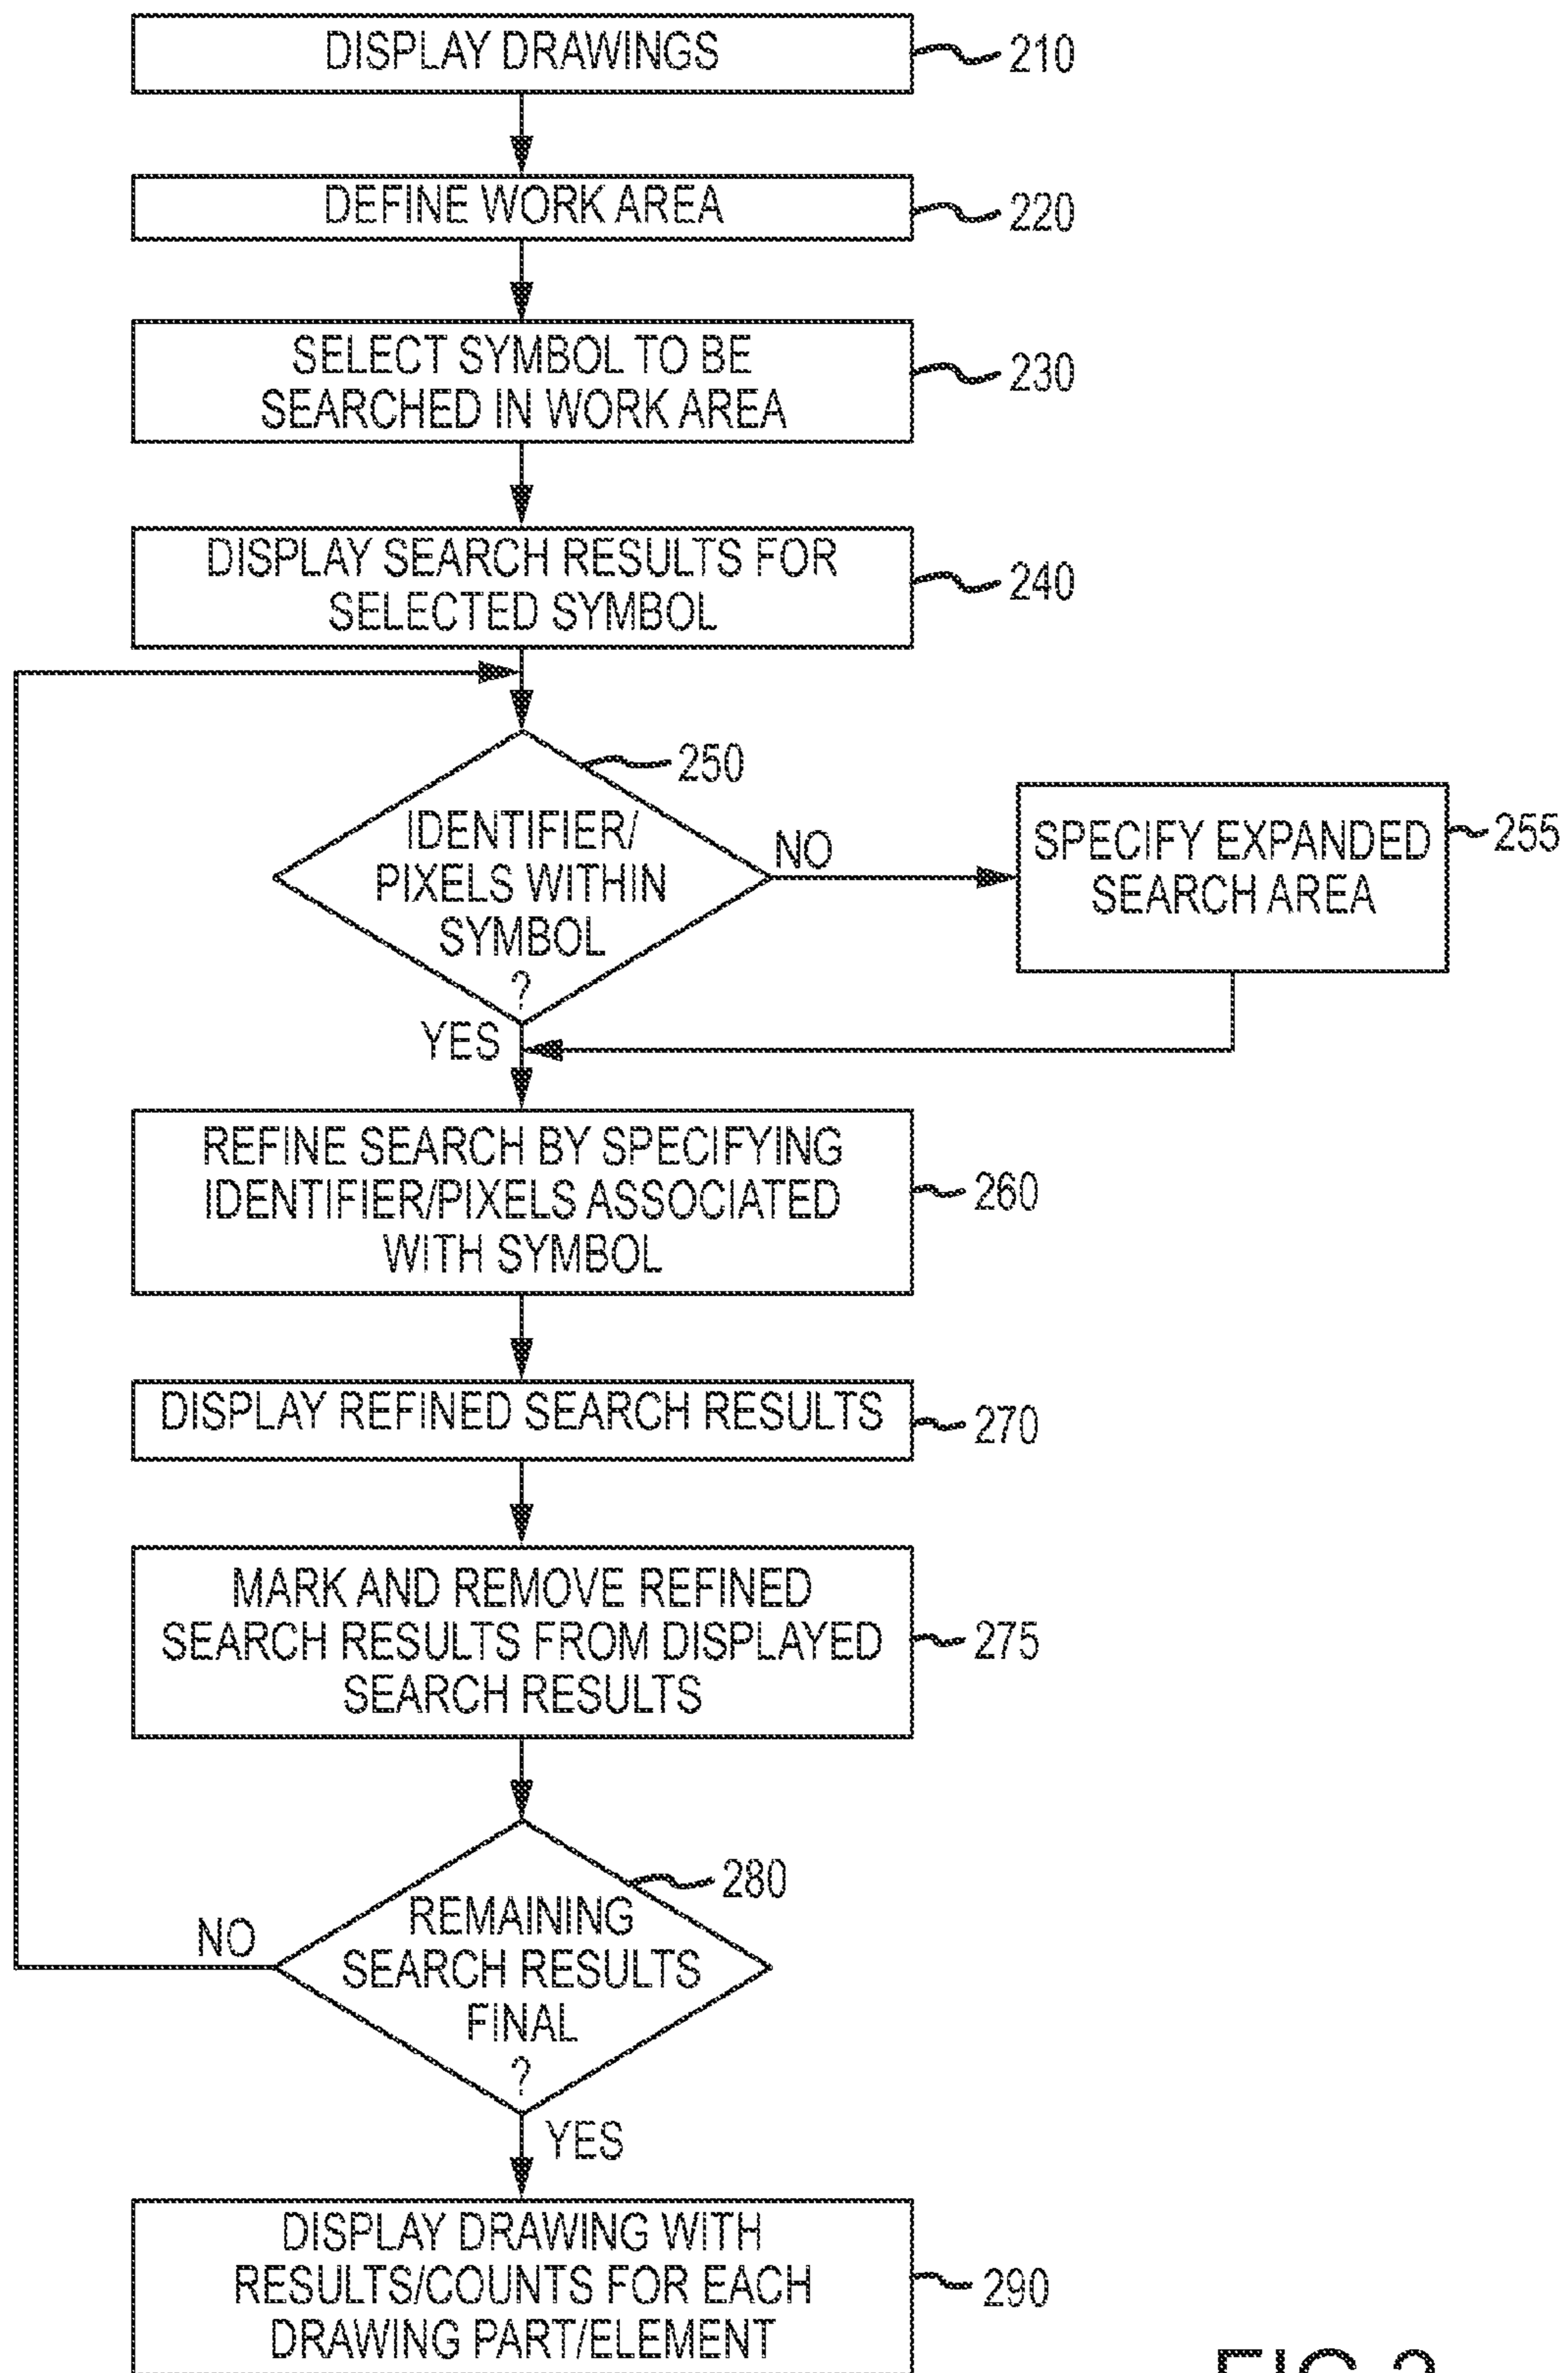 DISPLAY DRAWINGS
210
DEFINE WORK AREA
220
SELECT SYMBOL TO BE
SEARCHED IN WORK AREA
230
DISPLAY SEARCH RESULTS FOR
SELECTED SYMBOL
240
250
IDENTIFIER/
PIXELS WITHIN
SYMBOL
?
NO
SPECIFY EXPANDED
SEARCH AREA
255
YES
REFINE SEARCH BY SPECIFYING
IDENTIFIER/PIXELS ASSOCIATED
WITH SYMBOL
260
DISPLAY REFINED SEARCH RESULTS
270
MARK AND REMOVE REFINED
SEARCH RESULTS FROM DISPLAYED
SEARCH RESULTS
275
280
REMAINING
SEARCH RESULTS
FINAL
?
NO
YES
DISPLAY DRAWING WITH
RESULTS/COUNTS FOR EACH
DRAWING PART/ELEMENT
290